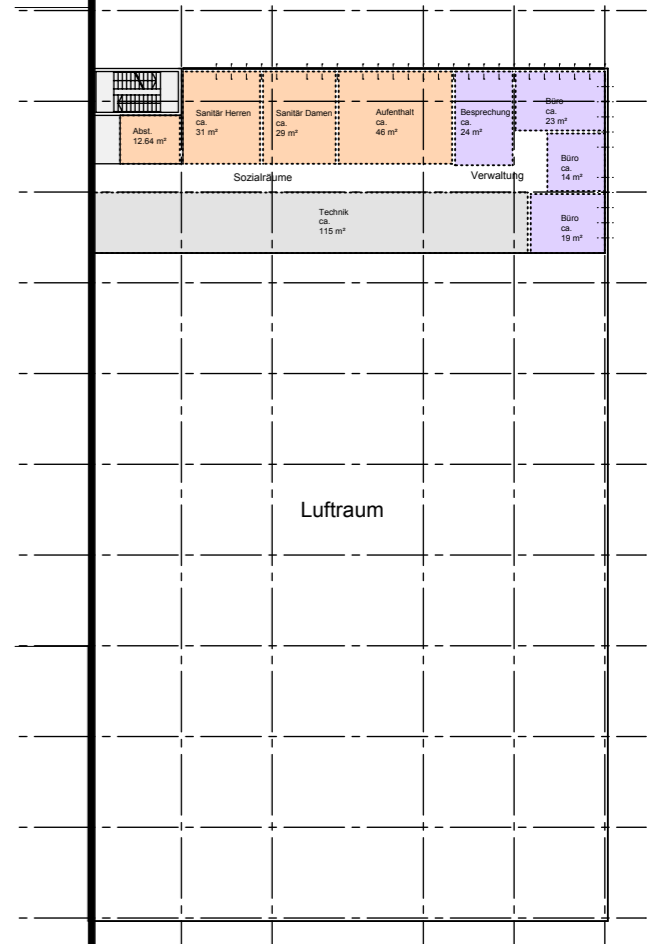 Abst.
12.64 m²
Sanitär Herren
ca.
31 m²
Sanitär Damen
ca.
29 m²
Aufenthalt
ca.
46 m²
Besprechung
ca.
24 m²
Büro
ca.
23 m²
Büro
ca.
14 m²
Sozialräume
Verwaltung
Technik
ca.
115 m²
Büro
ca.
19 m²
Luftraum